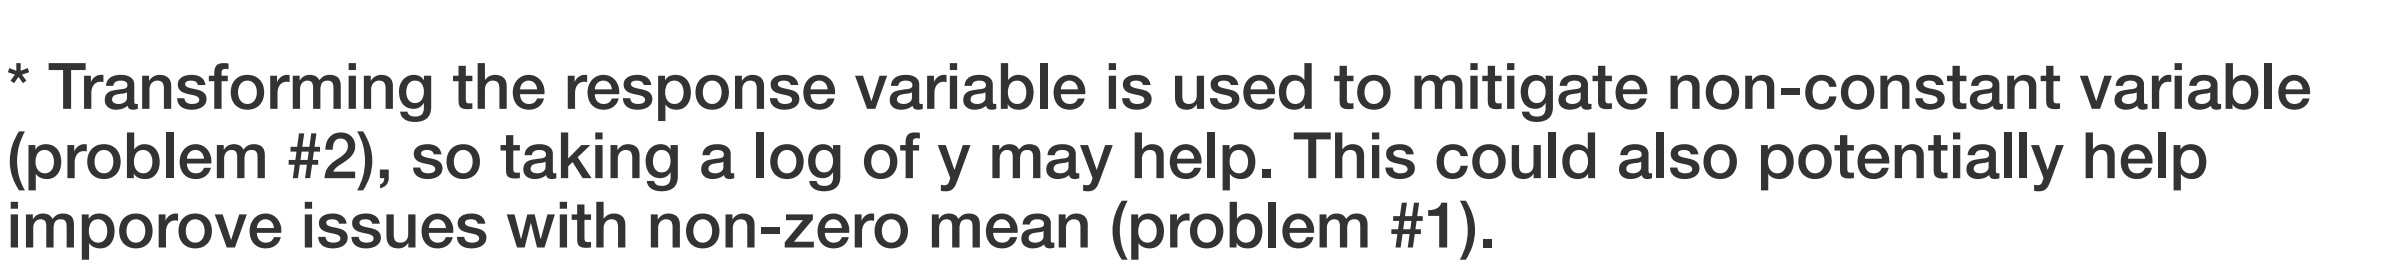 * Transforming the response variable is used to mitigate non-constant variable
(problem #2), so taking a log of y may help. This could also potentially help
imporove issues with non-zero mean (problem #1).